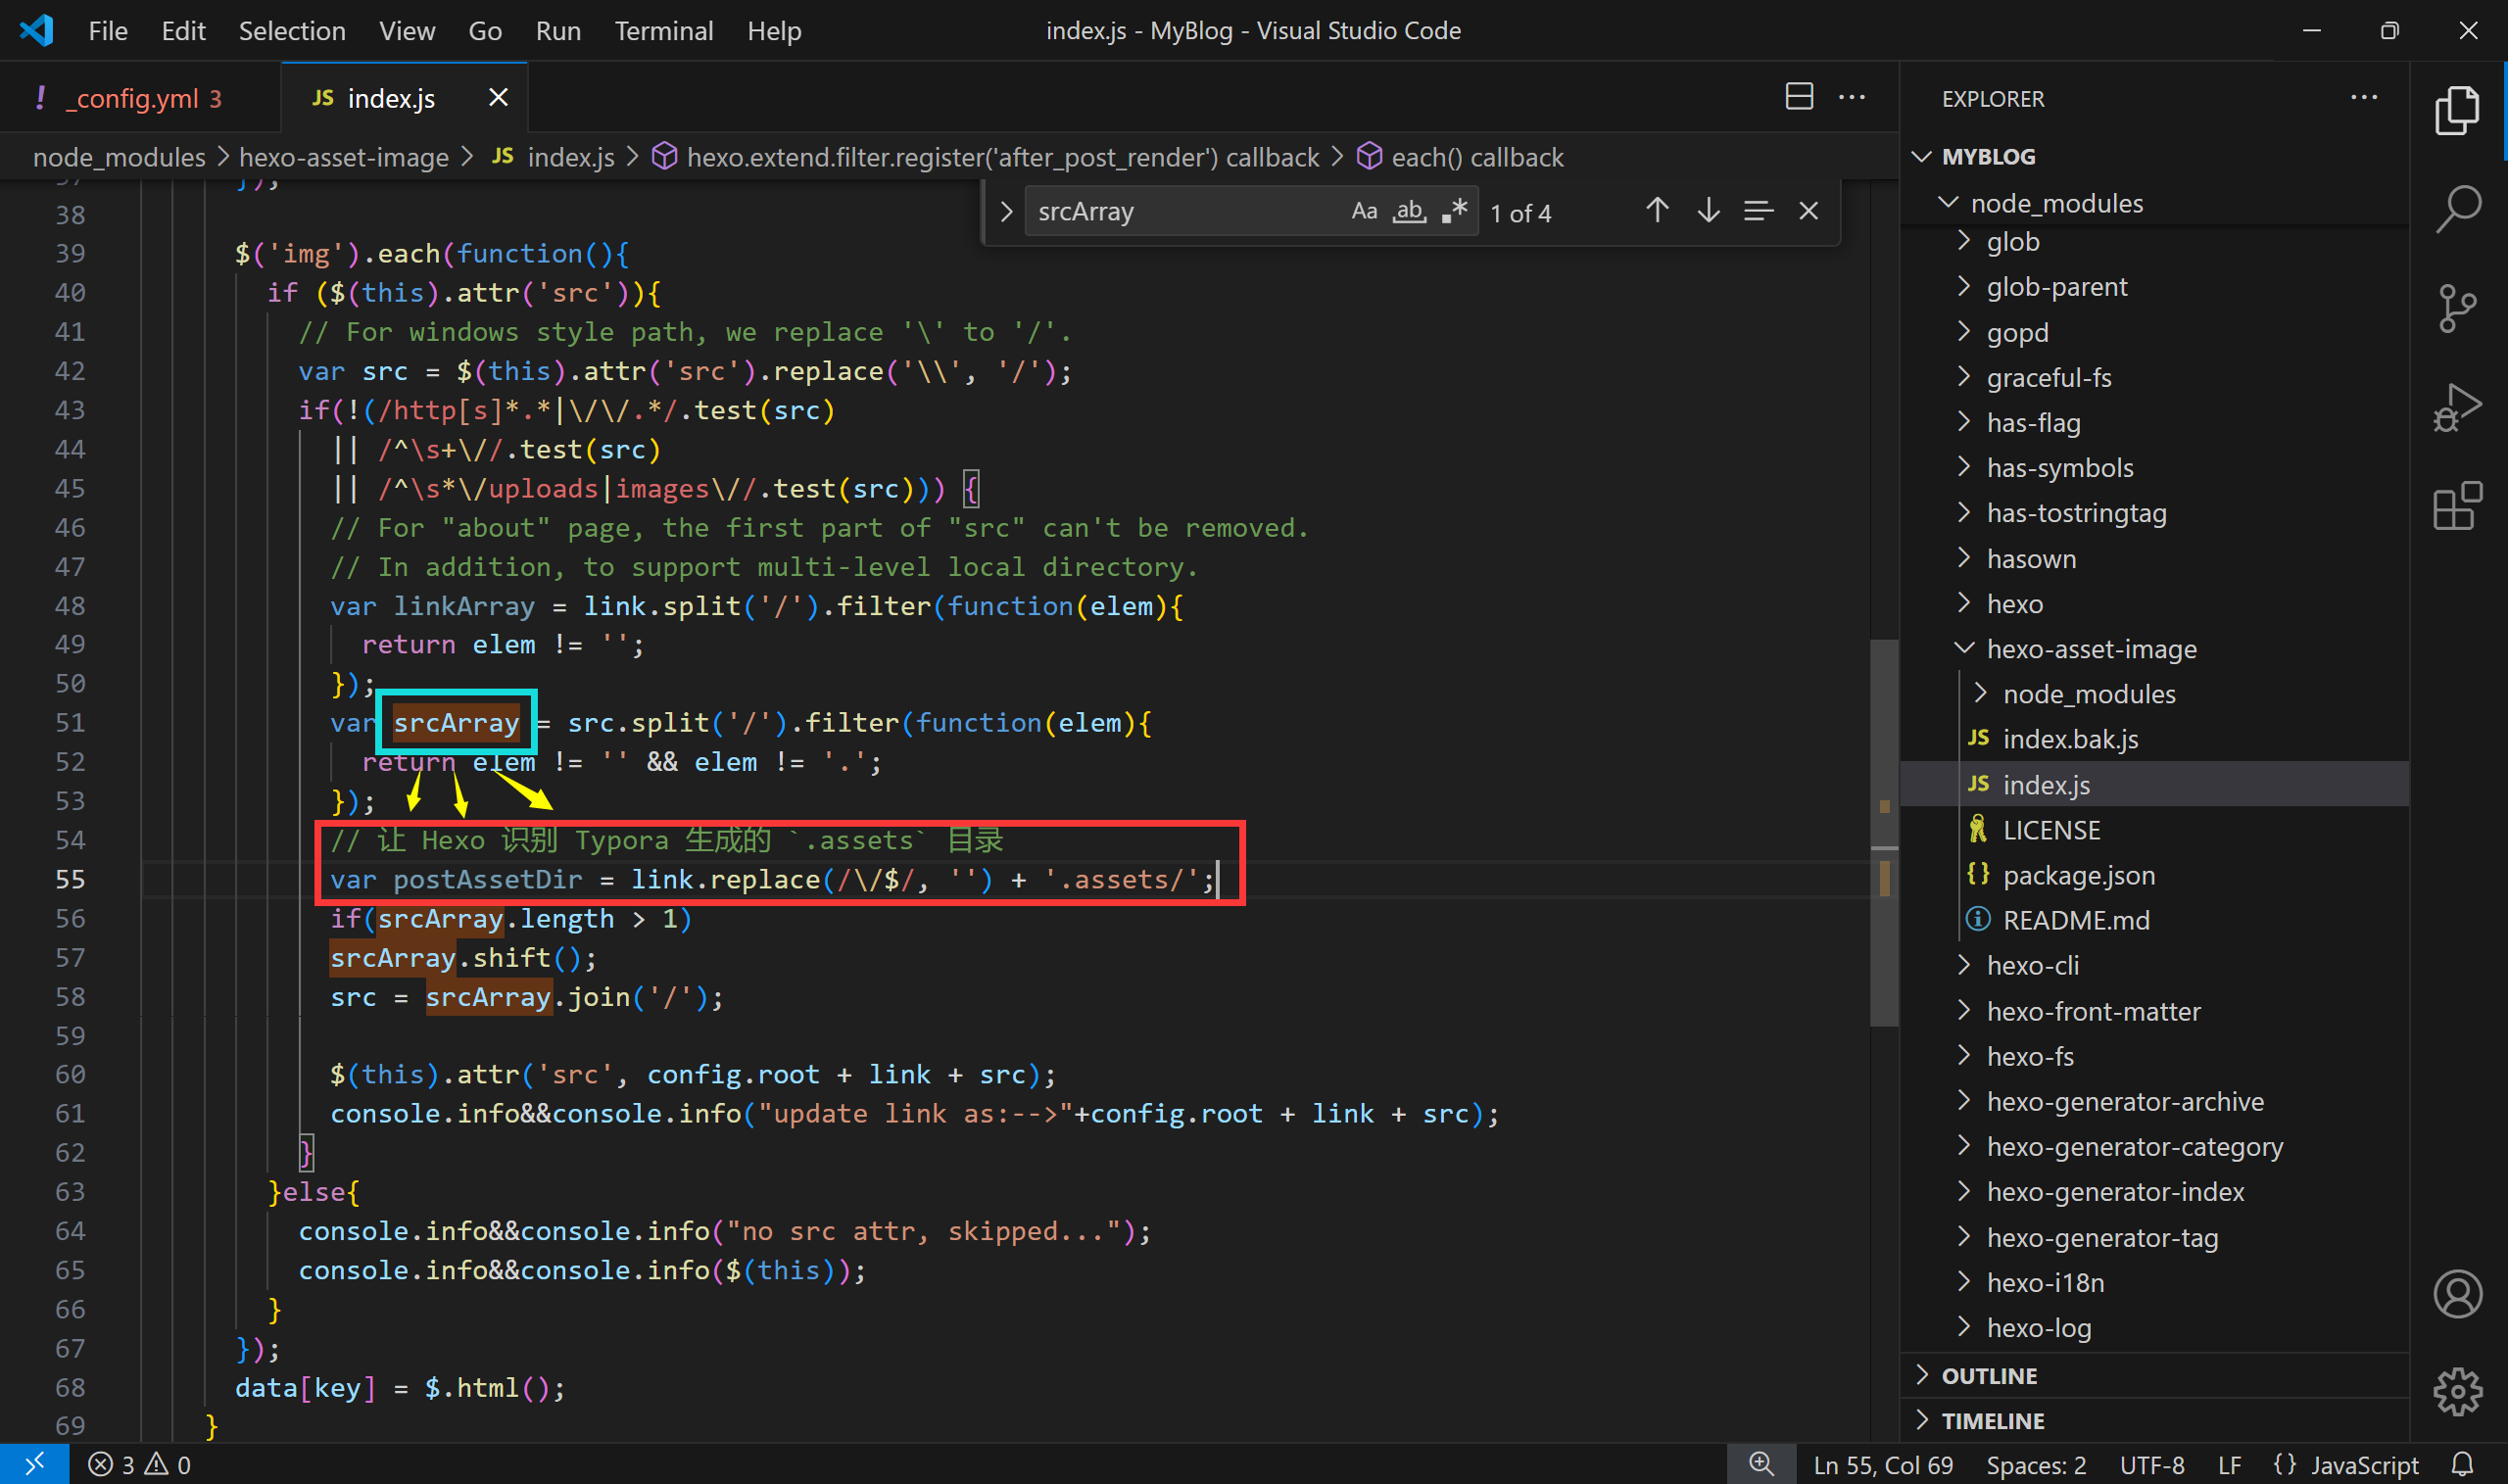 File Edit Selection View Go Run Terminal Help
index.js - MyBlog - Visual Studio Code
! _config.yml 3
JS index.js
node_modules > hexo-asset-image > JS index.js > hexo.extend.filter.register('after_post_render') callback > each() callback
srcArray Aa ab .* 1 of 4
38
39 $('img').each(function(){
40 if ($(this).attr('src')){
41 // For windows style path, we replace '\' to '/'.
42 var src = $(this).attr('src').replace('\\', '/');
43 if(!(/http[s]*.*|\/\/.*/.test(src)
44 || /^\s+\//.test(src)
45 || /^\s*\/uploads|images\//.test(src))) {
46 // For "about" page, the first part of "src" can't be removed.
47 // In addition, to support multi-level local directory.
48 var linkArray = link.split('/').filter(function(elem){
49 return elem != '';
50 });
51 var srcArray = src.split('/').filter(function(elem){
52 return elem != '' && elem != '.';
53 });
54 // 让 Hexo 识别 Typora 生成的 `.assets` 目录
55 var postAssetDir = link.replace(/\/$/, '') + '.assets/';
56 if(srcArray.length > 1)
57 srcArray.shift();
58 src = srcArray.join('/');
59
60 $(this).attr('src', config.root + link + src);
61 console.info&&console.info("update link as:-->"+config.root + link + src);
62 }
63 }else{
64 console.info&&console.info("no src attr, skipped...");
65 console.info&&console.info($(this));
66 }
67 });
68 data[key] = $.html();
69 }
EXPLORER
MYBLOG
node_modules
glob
glob-parent
gopd
graceful-fs
has-flag
has-symbols
has-tostringtag
hasown
hexo
hexo-asset-image
node_modules
JS index.bak.js
JS index.js
LICENSE
{} package.json
README.md
hexo-cli
hexo-front-matter
hexo-fs
hexo-generator-archive
hexo-generator-category
hexo-generator-index
hexo-generator-tag
hexo-i18n
hexo-log
OUTLINE
TIMELINE
3 0
Ln 55, Col 69 Spaces: 2 UTF-8 LF {} JavaScript